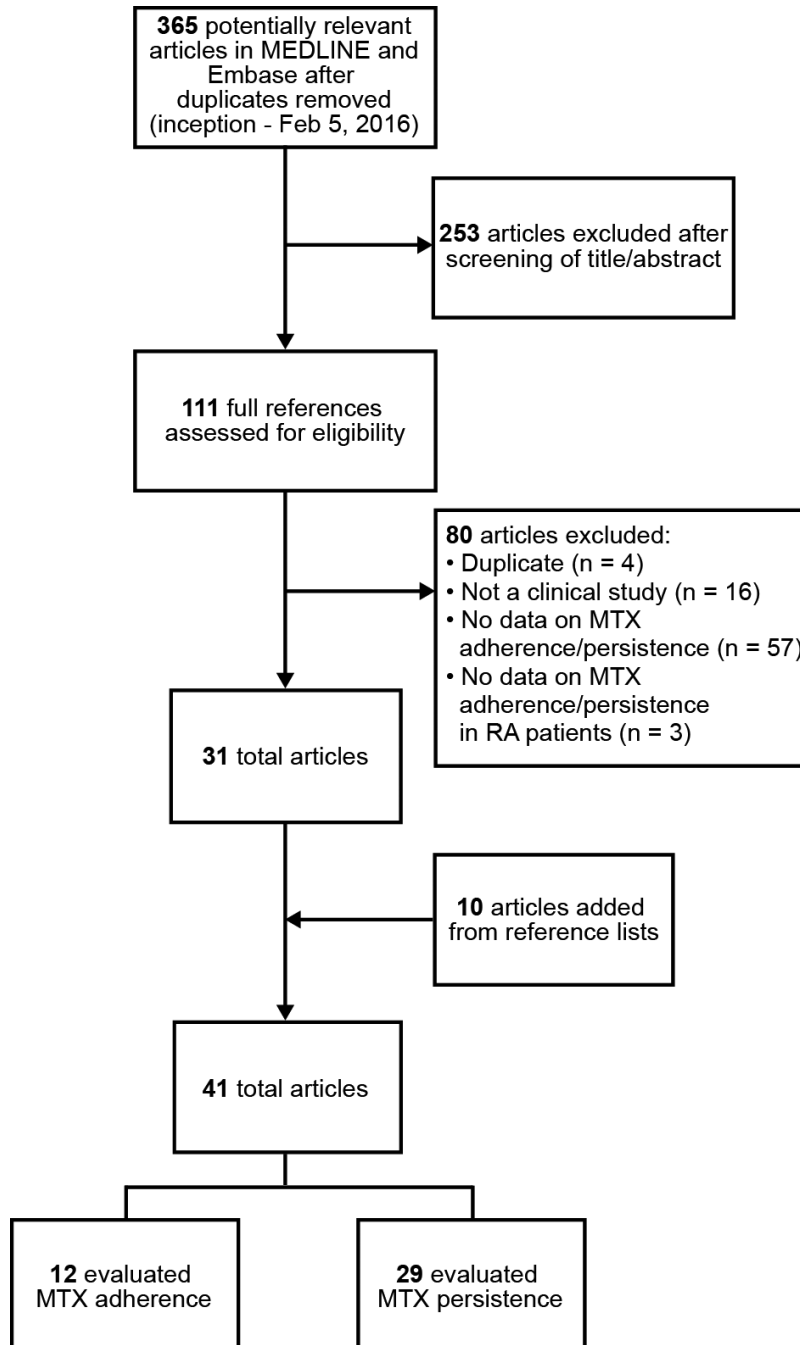 365 potentially relevant
articles in MEDLINE and
Embase after
duplicates removed
(inception - Feb 5, 2016)
253 articles excluded after
screening of title/abstract
111 full references
assessed for eligibility
80 articles excluded:
• Duplicate (n = 4)
• Not a clinical study (n = 16)
• No data on MTX
adherence/persistence (n = 57)
• No data on MTX
adherence/persistence
in RA patients (n = 3)
31 total articles
10 articles added
from reference lists
41 total articles
12 evaluated
MTX adherence
29 evaluated
MTX persistence